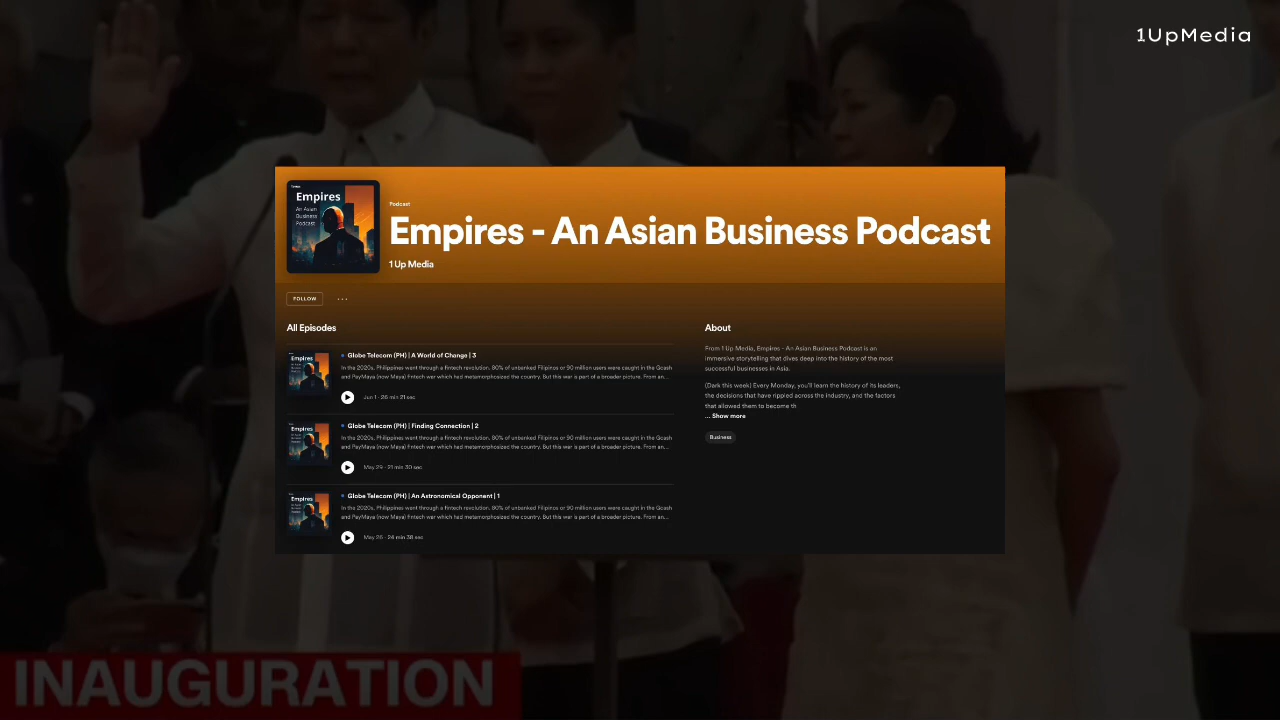 1UpMedia
Empires
An Asian
Business
Podcast
Podcast
Empires - An Asian Business Podcast
1 Up Media
FOLLOW
...
All Episodes
About
Empires
Globe Telecom (PH) | A World of Change | 3
In the 2020s, Philippines went through a fintech revolution. 80% of unbanked Filipinos or 90 million users were caught in the Gcash
and PayMaya (now Maya) fintech war which had metamorphosized the country. But this war is part of a broader picture. From an...
Jun 1 · 26 min 21 sec
From 1 Up Media, Empires - An Asian Business Podcast is an
immersive storytelling that dives deep into the history of the most
successful businesses in Asia.
(Dark this week) Every Monday, you'll learn the history of its leaders,
the decisions that have rippled across the industry, and the factors
that allowed them to become th
... Show more
Business
Empires
Globe Telecom (PH) | Finding Connection | 2
In the 2020s, Philippines went through a fintech revolution. 80% of unbanked Filipinos or 90 million users were caught in the Gcash
and PayMaya (now Maya) fintech war which had metamorphosized the country. But this war is part of a broader picture. From an...
May 29 · 21 min 30 sec
Empires
Globe Telecom (PH) | An Astronomical Opponent | 1
In the 2020s, Philippines went through a fintech revolution. 80% of unbanked Filipinos or 90 million users were caught in the Gcash
and PayMaya (now Maya) fintech war which had metamorphosized the country. But this war is part of a broader picture. From an...
May 26 · 24 min 38 sec
INAUGURATION